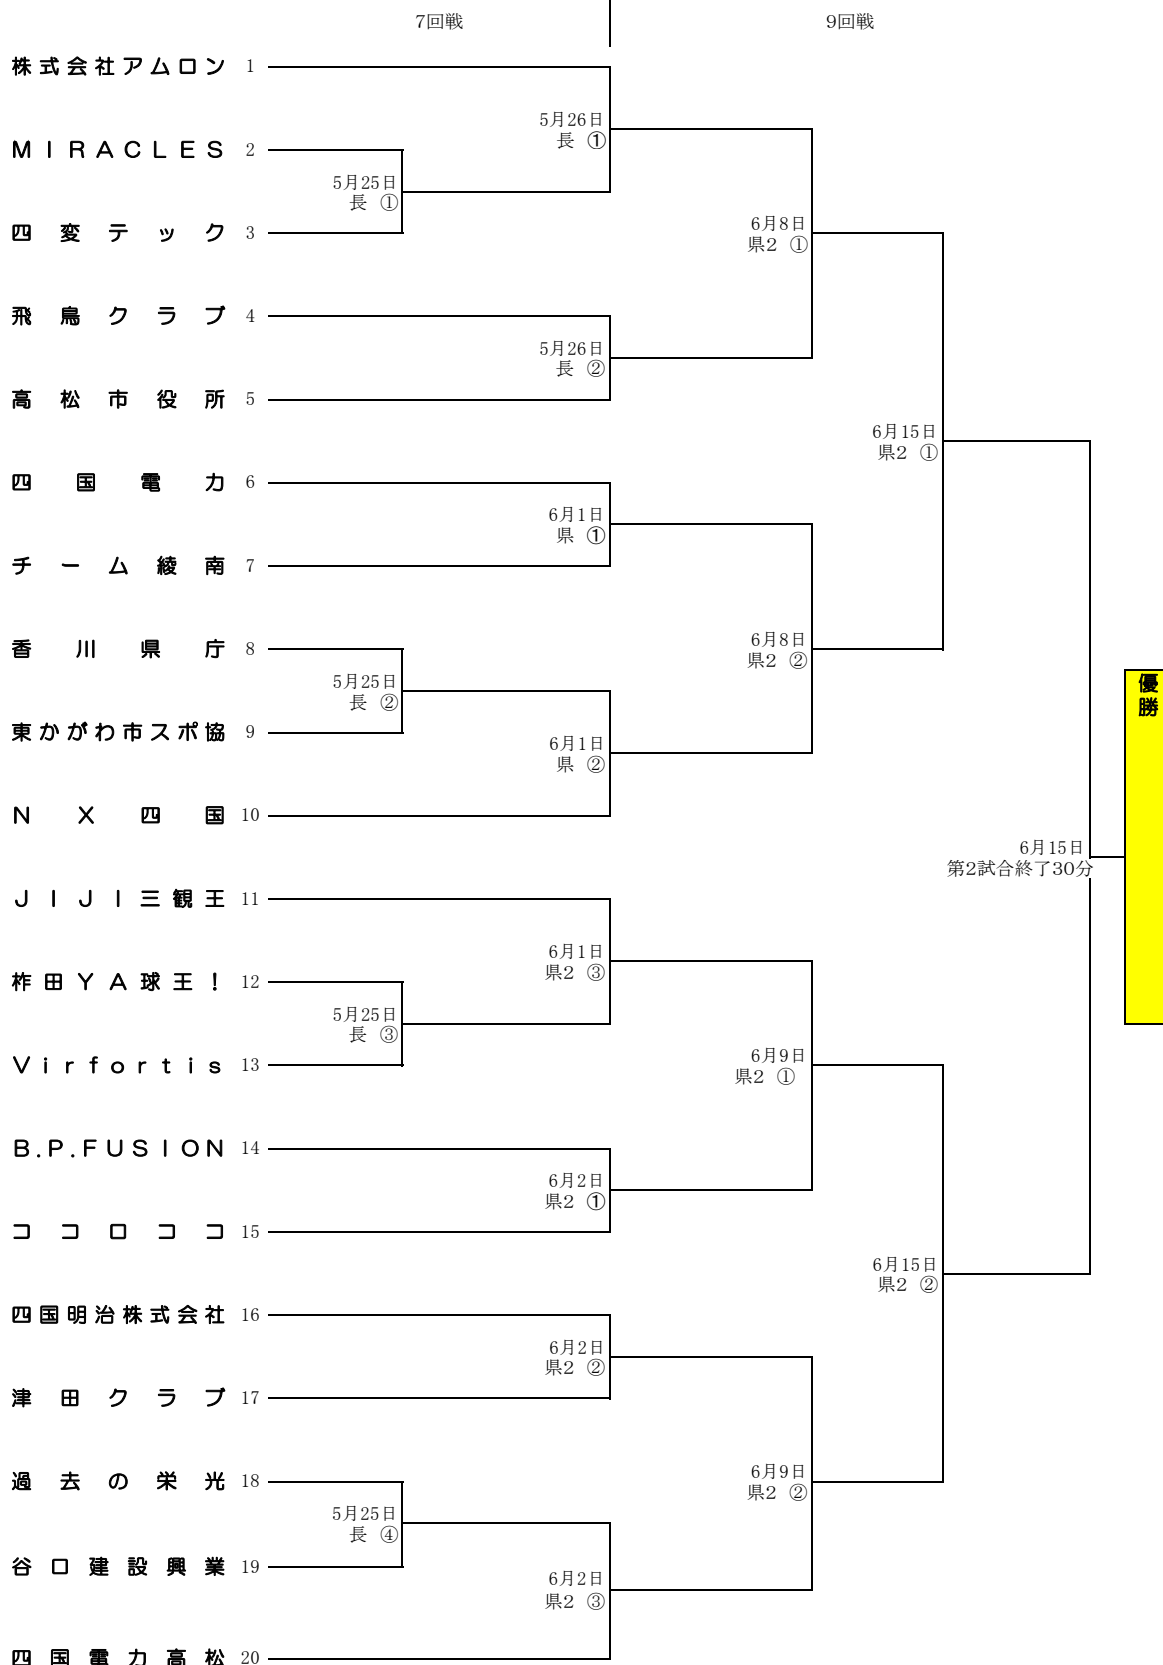 7回戦 9回戦
株式会社アムロン 1
5月26日
長 ①
MIRACLES 2
5月25日
長 ①
四変テック 3
6月8日
県2 ①
飛鳥クラブ 4
5月26日
長 ②
高松市役所 5
6月15日
県2 ①
四国電力 6
6月1日
県 ①
チーム綾南 7
香川県庁 8
6月8日
県2 ②
5月25日
長 ②
優勝
東かがわ市スポ協 9
6月1日
県 ②
NX四国 10
6月15日
第2試合終了30分
JIJI三観王 11
6月1日
県2 ③
柞田YA球王! 12
5月25日
長 ③
Virfortis 13
6月9日
県2 ①
B.P.FUSION 14
6月2日
県2 ①
ココロココ 15
6月15日
県2 ②
四国明治株式会社 16
6月2日
県2 ②
津田クラブ 17
過去の栄光 18
6月9日
県2 ②
5月25日
長 ④
谷口建設興業 19
6月2日
県2 ③
四国電力高松 20